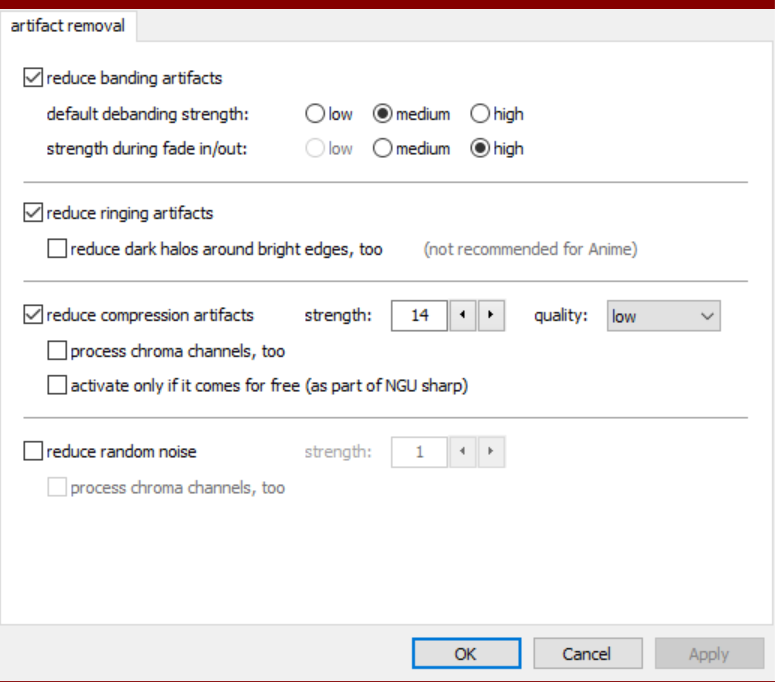 artifact removal
reduce banding artifacts
default debanding strength: low medium high
strength during fade in/out: low medium high
reduce ringing artifacts
reduce dark halos around bright edges, too (not recommended for Anime)
reduce compression artifacts strength: 14 quality: low
process chroma channels, too
activate only if it comes for free (as part of NGU sharp)
reduce random noise strength: 1
process chroma channels, too
OK Cancel Apply